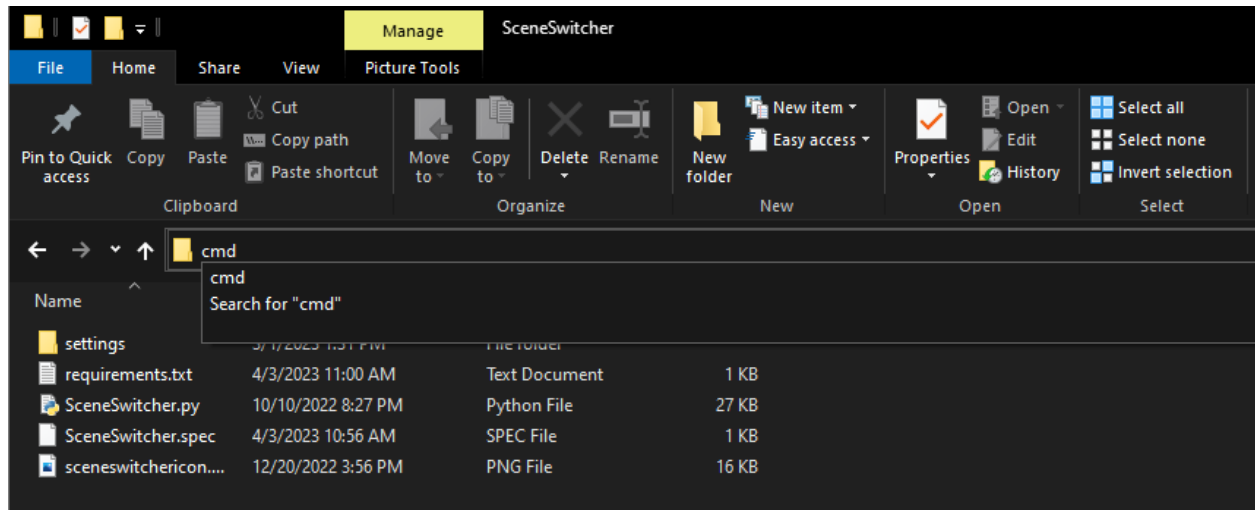 Manage SceneSwitcher
File Home Share View Picture Tools
Pin to Quick access
Copy
Paste
Cut
Copy path
Paste shortcut
Clipboard
Move to
Copy to
Delete
Rename
Organize
New folder
New item
Easy access
New
Properties
Open
Edit
History
Open
Select all
Select none
Invert selection
Select
cmd
cmd
Search for "cmd"
Name
settings
requirements.txt 4/3/2023 11:00 AM Text Document 1 KB
SceneSwitcher.py 10/10/2022 8:27 PM Python File 27 KB
SceneSwitcher.spec 4/3/2023 10:56 AM SPEC File 1 KB
sceneswitchericon.... 12/20/2022 3:56 PM PNG File 16 KB